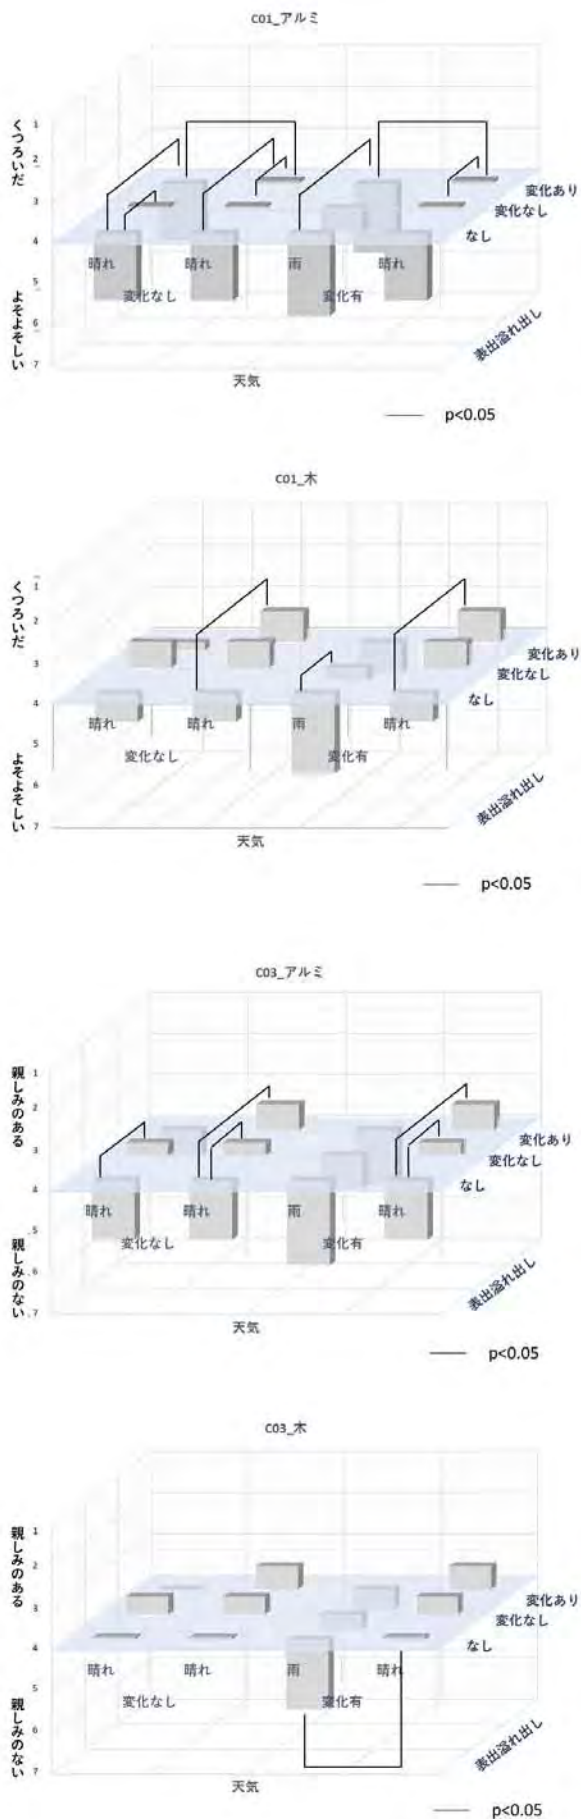 C01_アルミ
くつろいだ
よそよそしい
1
2
3
4
5
6
7
変化あり
変化なし
なし
晴れ
晴れ
雨
晴れ
変化なし
変化有
表出溢れ出し
天気
p<0.05
C01_木
くつろいだ
よそよそしい
1
2
3
4
5
6
7
変化あり
変化なし
なし
晴れ
晴れ
雨
晴れ
変化なし
変化有
表出溢れ出し
天気
p<0.05
C03_アルミ
親しみのある
親しみのない
1
2
3
4
5
6
7
変化あり
変化なし
なし
晴れ
晴れ
雨
晴れ
変化なし
変化有
表出溢れ出し
天気
p<0.05
C03_木
親しみのある
親しみのない
1
2
3
4
5
6
7
変化あり
変化なし
なし
晴れ
晴れ
雨
晴れ
変化なし
変化有
表出溢れ出し
天気
p<0.05